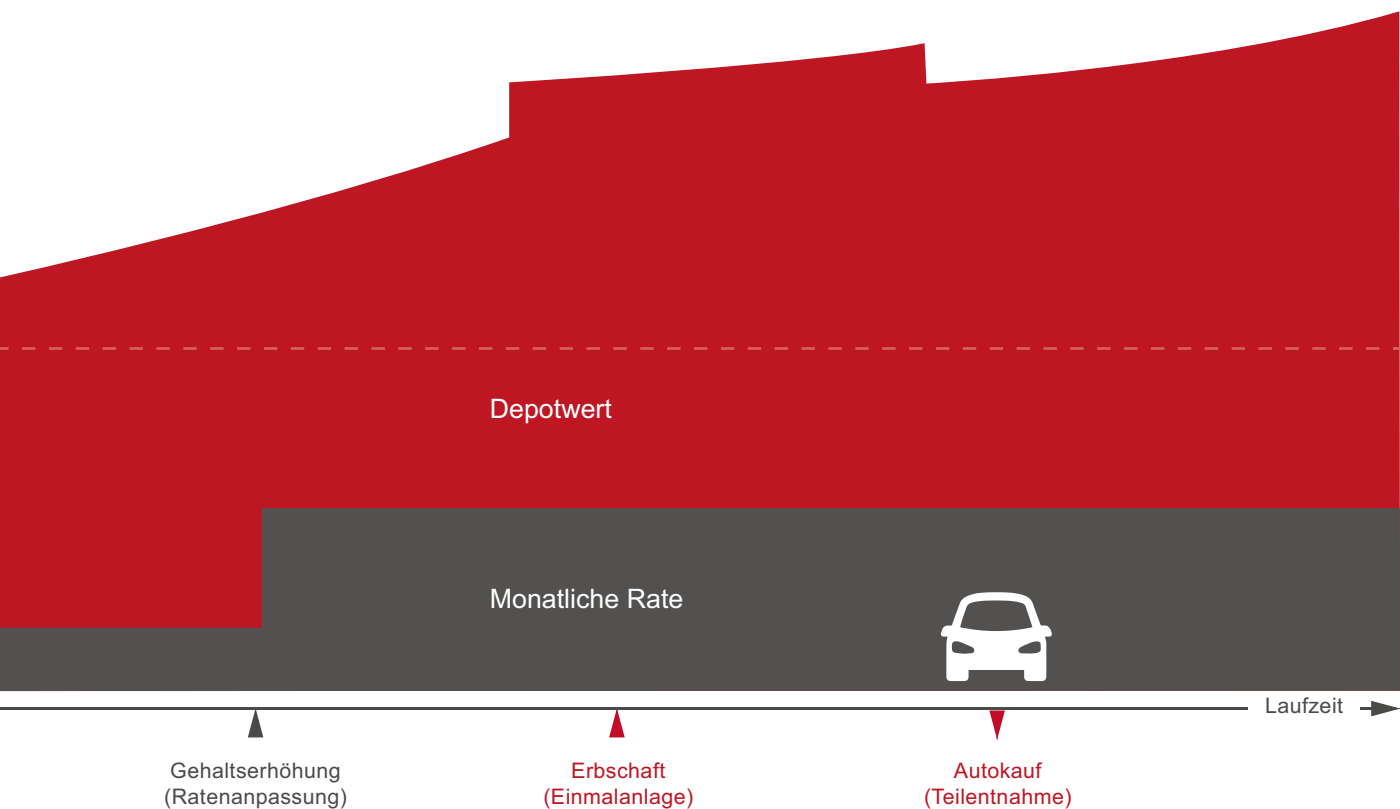 Depotwert
Monatliche Rate
Laufzeit
Gehaltserhöhung
(Ratenanpassung)
Erbschaft
(Einmalanlage)
Autokauf
(Teilentnahme)